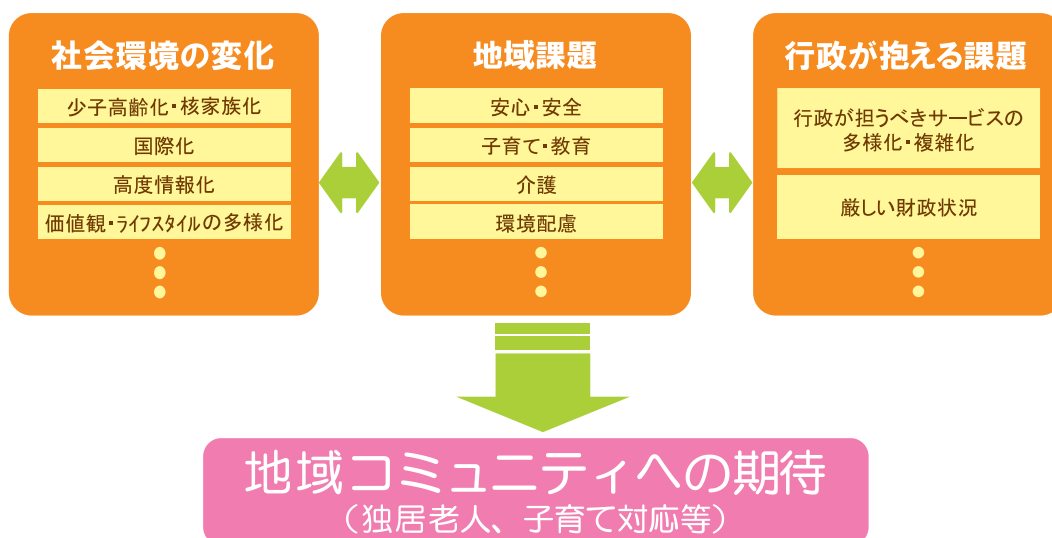 社会環境の変化
少子高齢化・核家族化
国際化
高度情報化
価値観・ライフスタイルの多様化
地域課題
安心・安全
子育て・教育
介護
環境配慮
行政が抱える課題
行政が担うべきサービスの
多様化・複雑化
厳しい財政状況
地域コミュニティへの期待
（独居老人、子育て対応等）